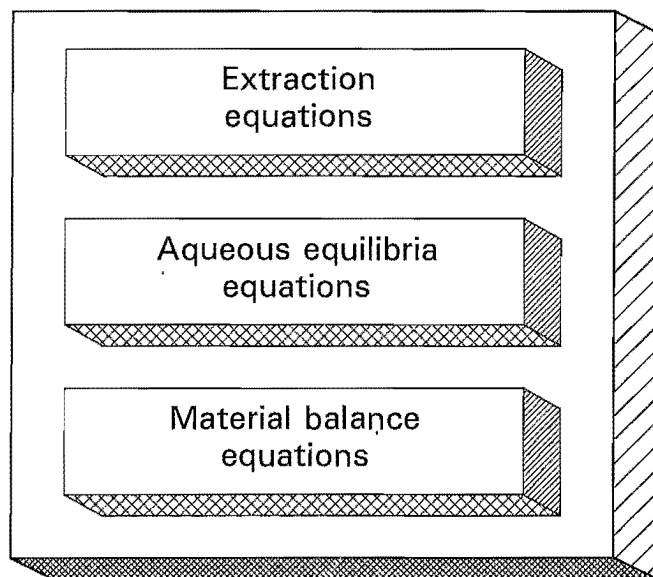 Extraction
equations
Aqueous equilibria
equations
Material balance
equations